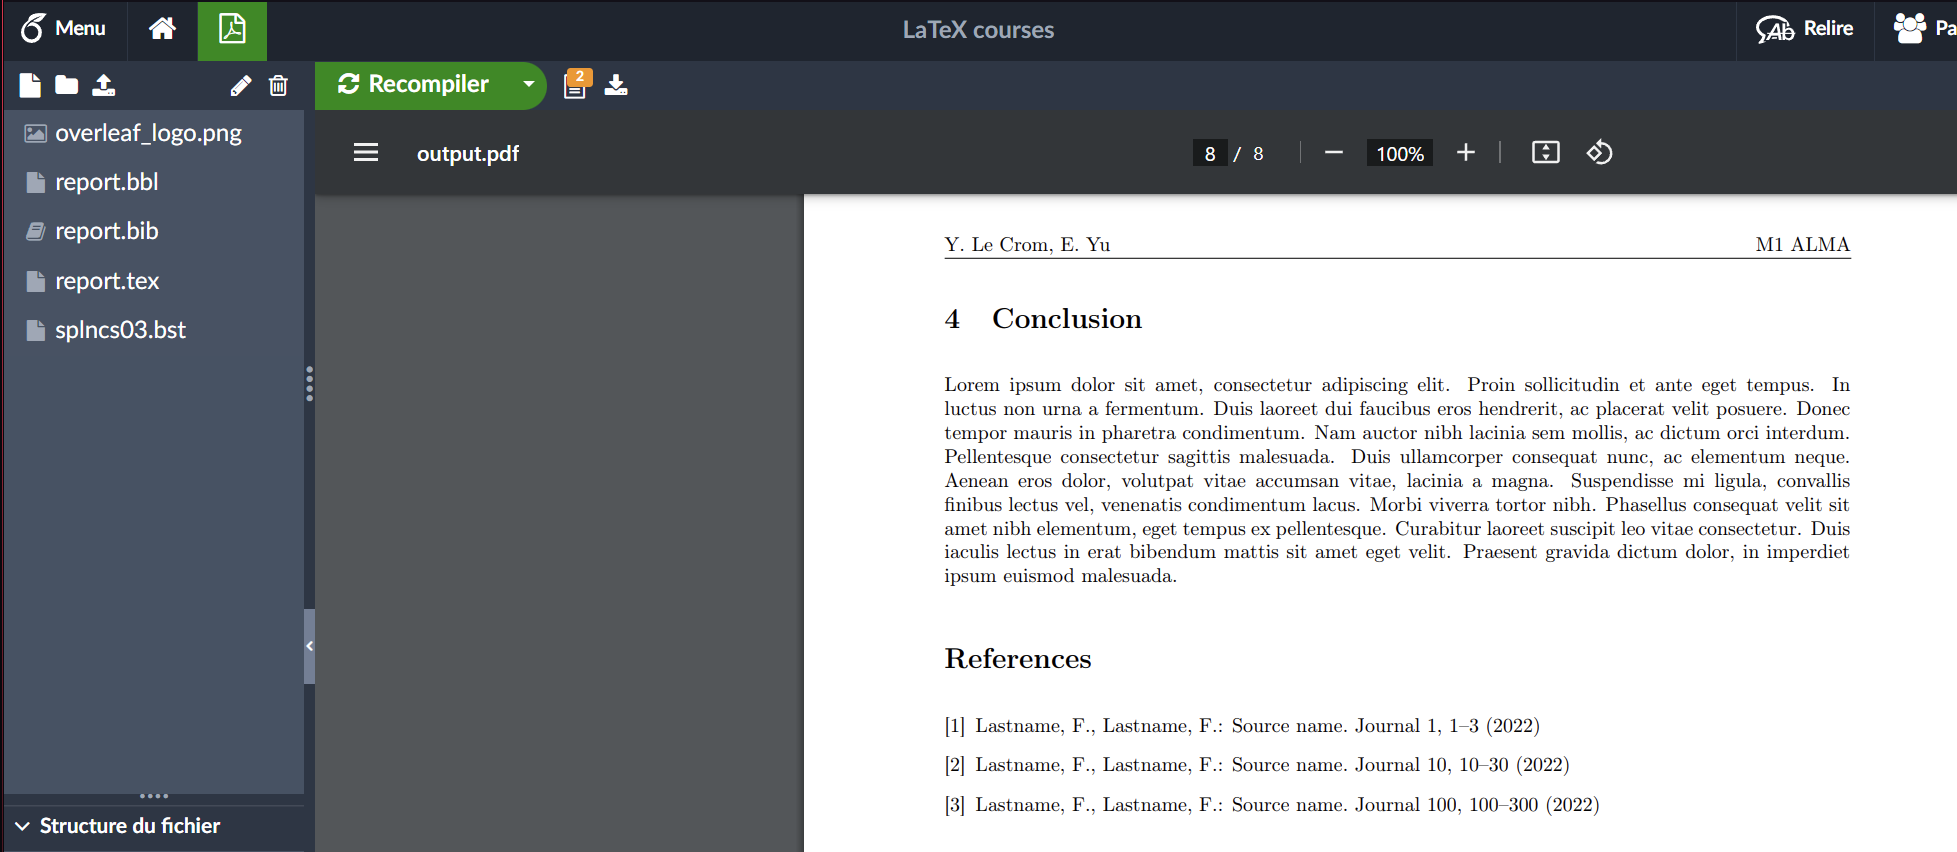 Menu
LaTeX courses
Relire
Pa
Recompiler
2
overleaf_logo.png
report.bbl
report.bib
report.tex
splncs03.bst
Structure du fichier
output.pdf
8 / 8
100%
Y. Le Crom, E. Yu
M1 ALMA
4 Conclusion
Lorem ipsum dolor sit amet, consectetur adipiscing elit. Proin sollicitudin et ante eget tempus. In
luctus non urna a fermentum. Duis laoreet dui faucibus eros hendrerit, ac placerat velit posuere. Donec
tempor mauris in pharetra condimentum. Nam auctor nibh lacinia sem mollis, ac dictum orci interdum.
Pellentesque consectetur sagittis malesuada. Duis ullamcorper consequat nunc, ac elementum neque.
Aenean eros dolor, volutpat vitae accumsan vitae, lacinia a magna. Suspendisse mi ligula, convallis
finibus lectus vel, venenatis condimentum lacus. Morbi viverra tortor nibh. Phasellus consequat velit sit
amet nibh elementum, eget tempus ex pellentesque. Curabitur laoreet suscipit leo vitae consectetur. Duis
iaculis lectus in erat bibendum mattis sit amet eget velit. Praesent gravida dictum dolor, in imperdiet
ipsum euismod malesuada.
References
[1] Lastname, F., Lastname, F.: Source name. Journal 1, 1–3 (2022)
[2] Lastname, F., Lastname, F.: Source name. Journal 10, 10–30 (2022)
[3] Lastname, F., Lastname, F.: Source name. Journal 100, 100–300 (2022)